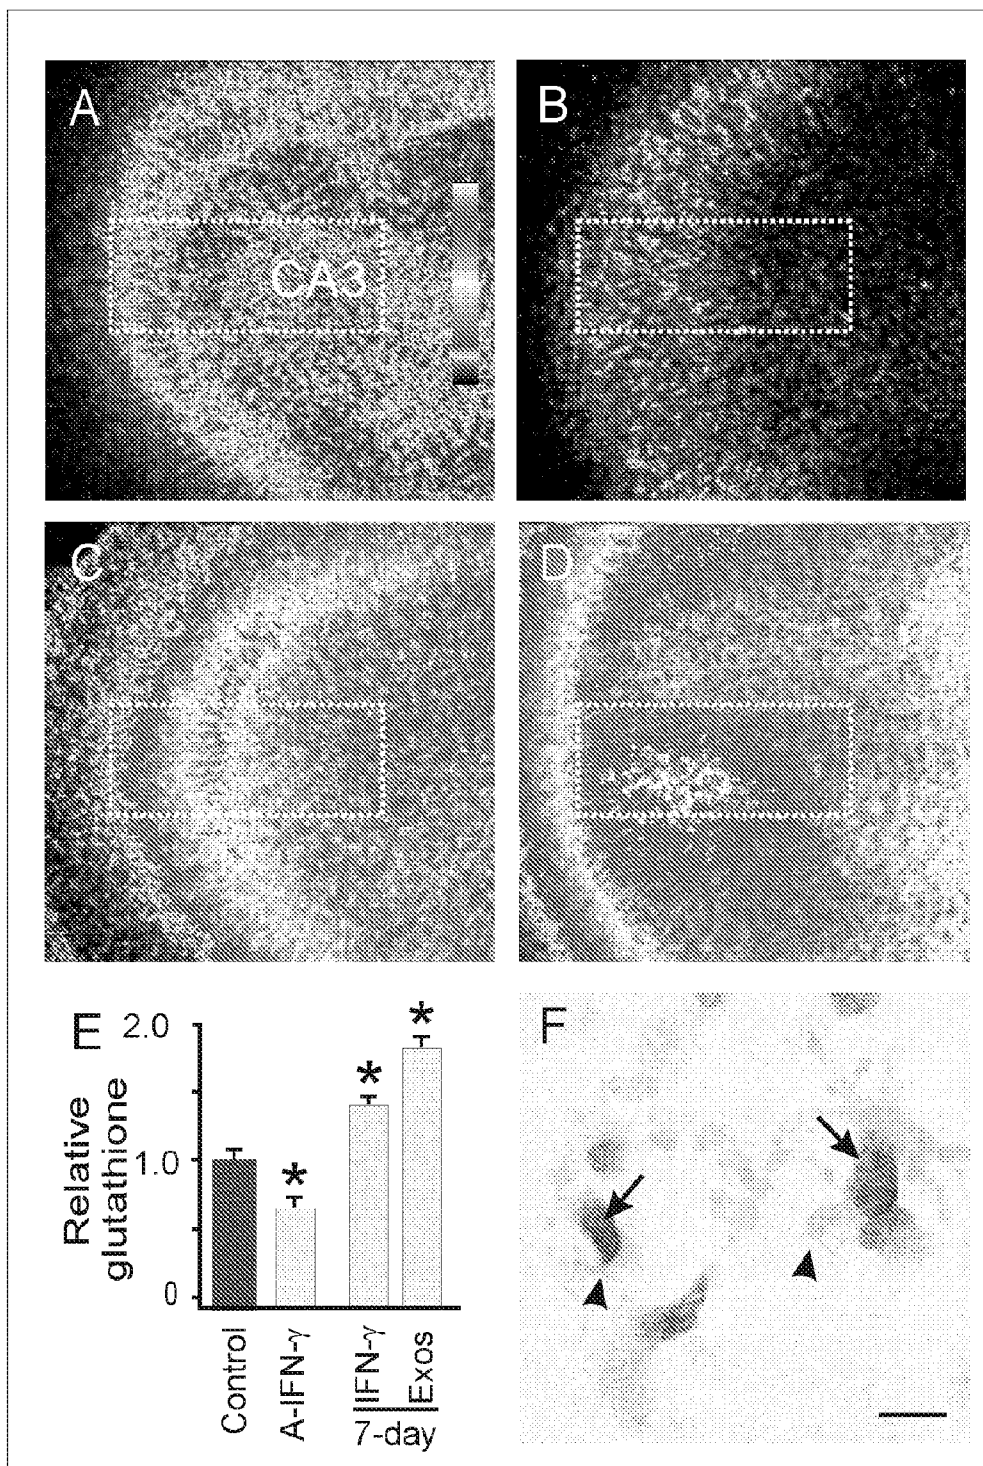 A
B
CA3
C
D
E
2.0
1.0
0
Relative
glutathione
*
*
*
Control
A-IFN-γ
IFN-γ
Exos
7-day
F